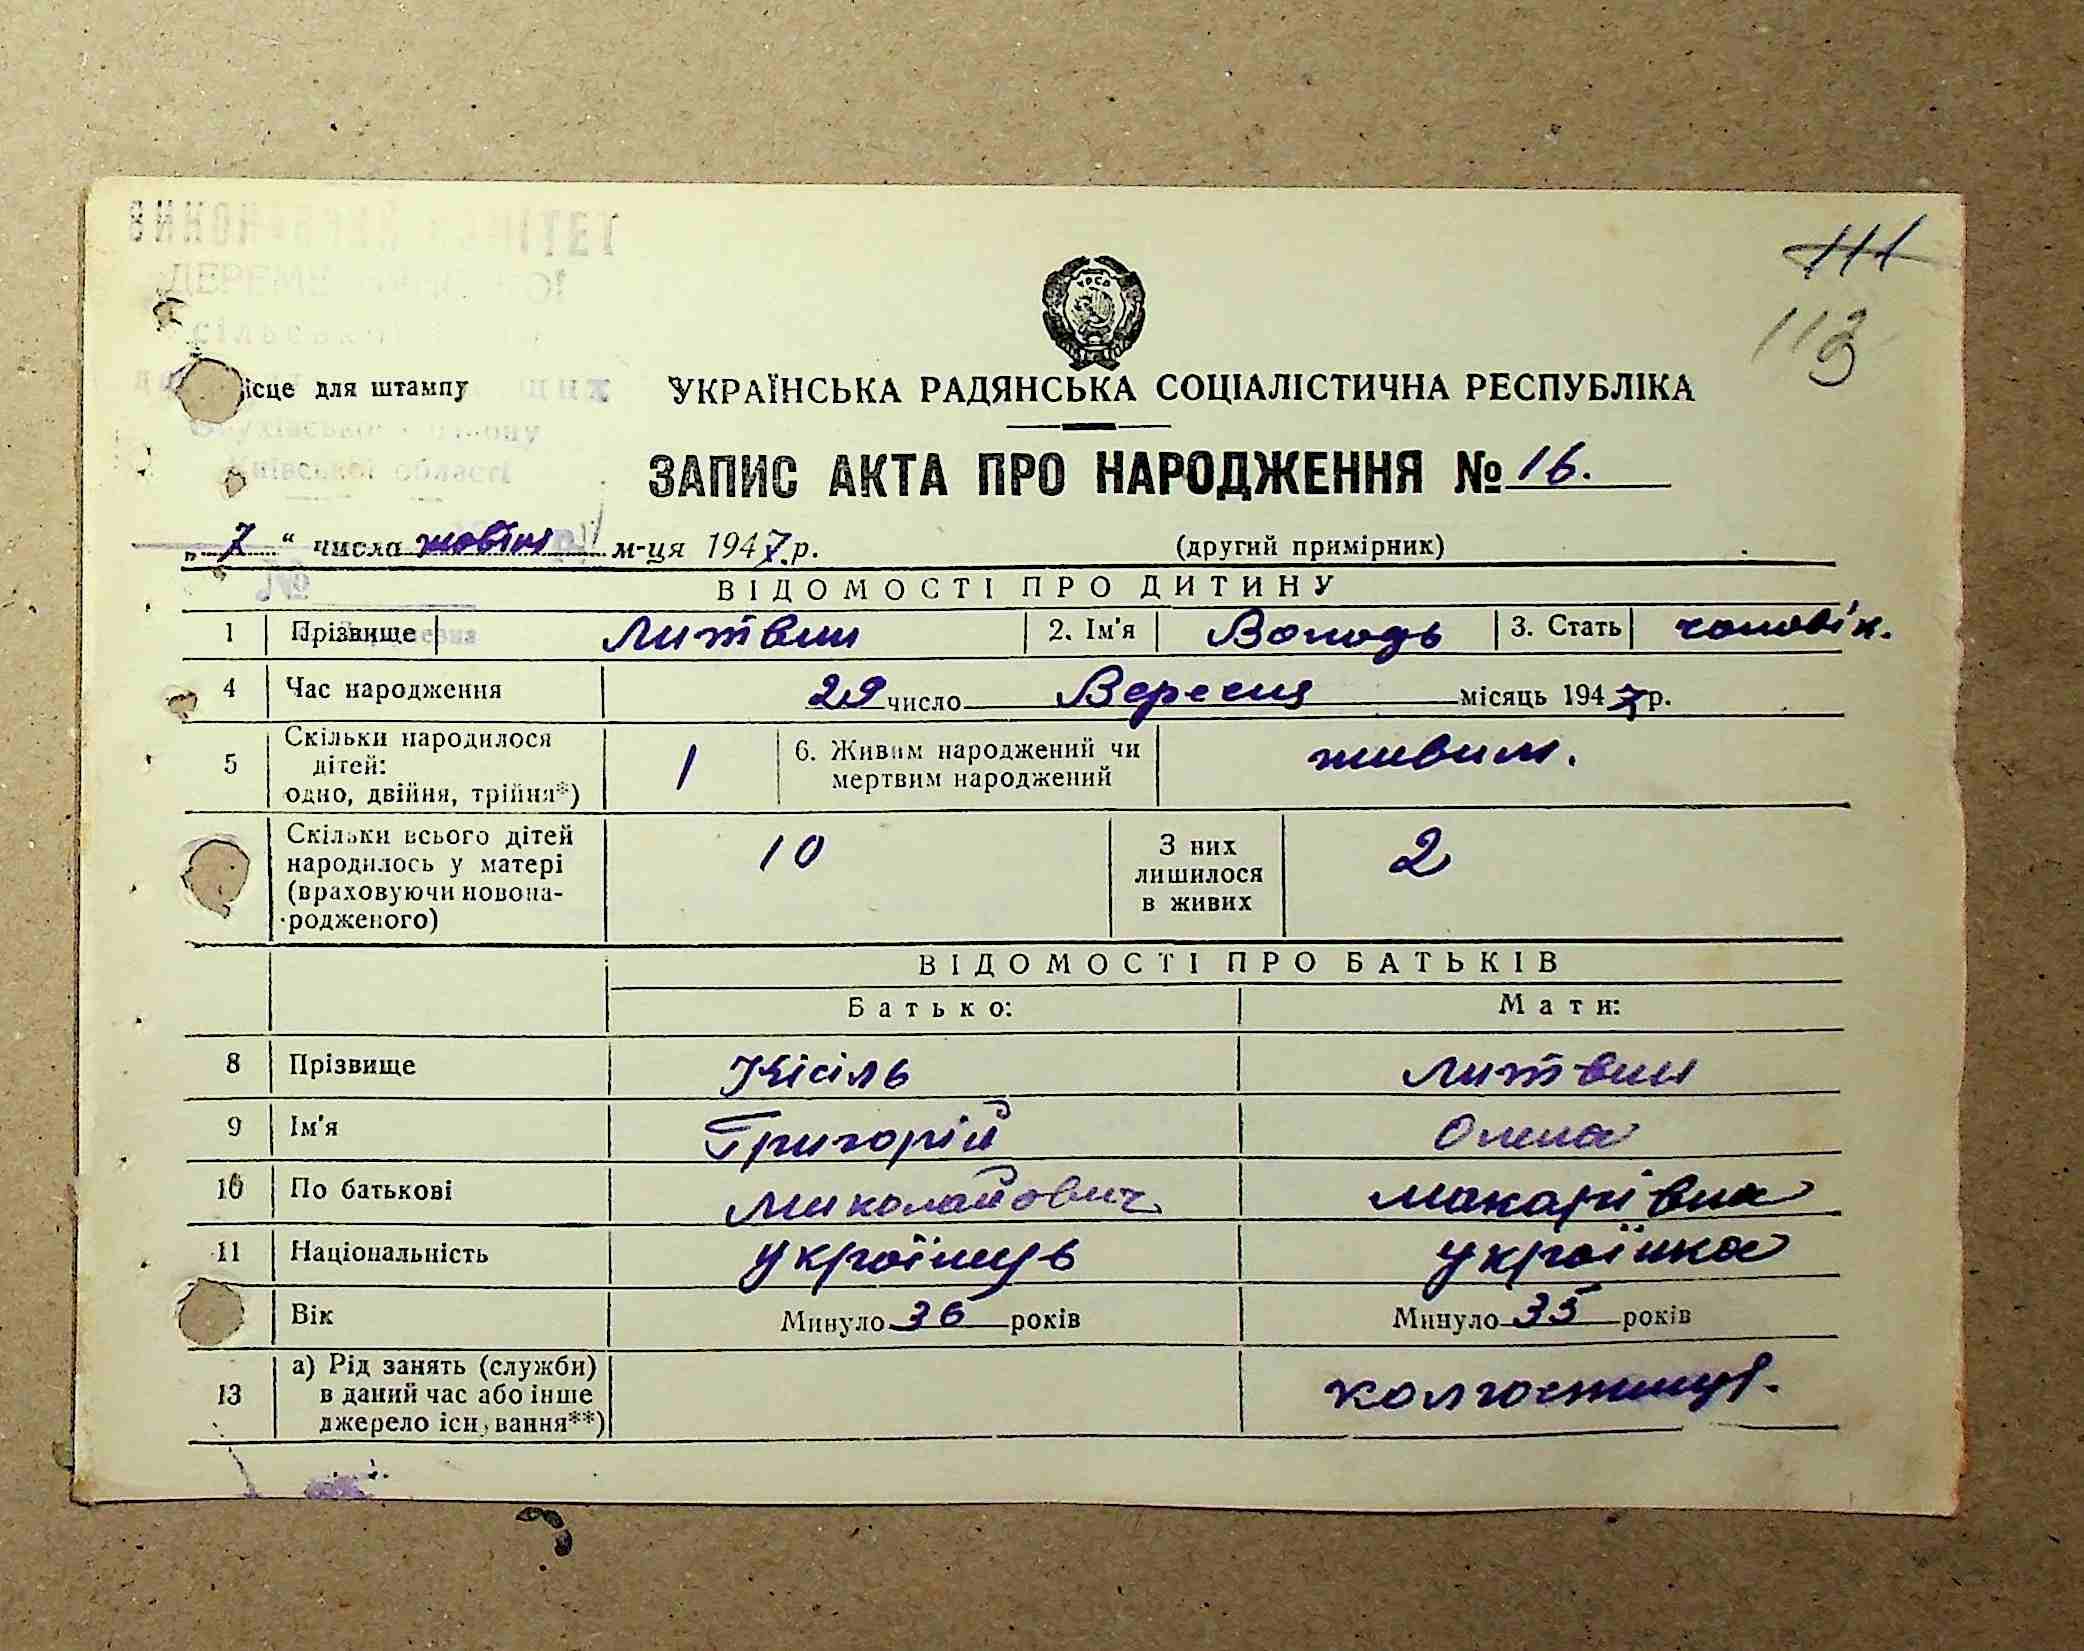 111
113
УРСР
ісце для штампу
УКРАЇНСЬКА РАДЯНСЬКА СОЦІАЛІСТИЧНА РЕСПУБЛІКА
Київської області
ЗАПИС АКТА ПРО НАРОДЖЕННЯ № 16.
„ 7 “ числа жовтня м-ця 1947 р. (другий примірник)
№
ВІДОМОСТІ ПРО ДИТИНУ
1 Прізвище Литвин 2. Ім'я Володь 3. Стать чоловік.
4 Час народження 29 число Вересня місяць 1947 р.
5 Скільки народилося дітей: одно, двійня, трійня*) 1 6. Живим народжений чи мертвим народжений живим.
Скільки всього дітей народилось у матері (враховуючи новона-родженого) 10 З них лишилося в живих 2
ВІДОМОСТІ ПРО БАТЬКІВ
Батько: Мати:
8 Прізвище Кісіль Литвин
9 Ім'я Григорій Олена
10 По батькові Миколайович Макарівна
11 Національність українець українка
Вік Минуло 36 років Минуло 35 років
13 а) Рід занять (служби) в даний час або інше джерело існування**) колгоспниця.